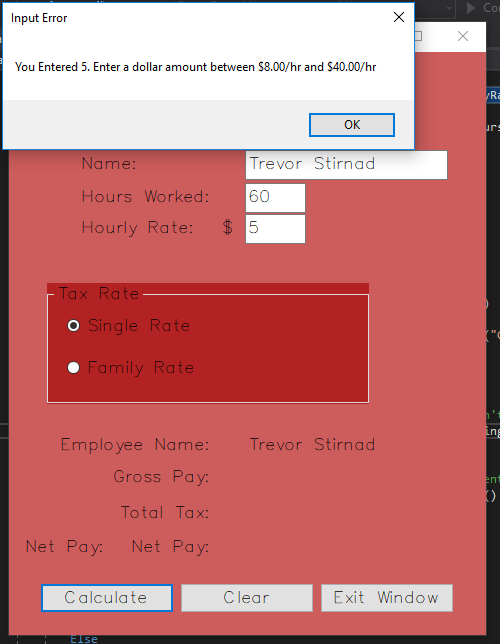 Input Error
You Entered 5. Enter a dollar amount between $8.00/hr and $40.00/hr
OK
Name: Trevor Stirnad
Hours Worked: 60
Hourly Rate: $ 5
Tax Rate
Single Rate
Family Rate
Employee Name: Trevor Stirnad
Gross Pay:
Total Tax:
Net Pay: Net Pay:
Calculate Clear Exit Window
Else